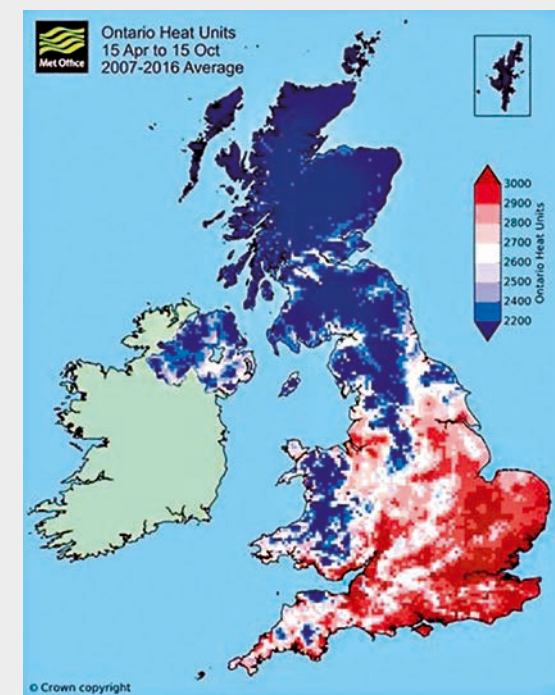 Met Office
Ontario Heat Units
15 Apr to 15 Oct
2007-2016 Average
3000
2900
2800
2700
2600
2500
2400
2200
Ontario Heat Units
© Crown copyright